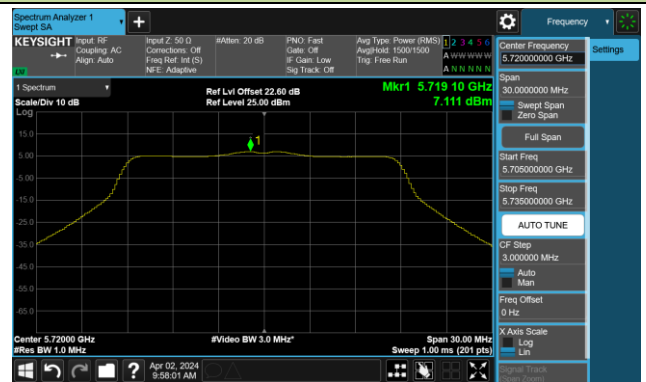 Spectrum Analyzer 1
Swept SA
Frequency
KEYSIGHT
Input: RF
Coupling: AC
Align: Auto
Input Z: 50 Ω
Corrections: Off
Freq Ref: Int (S)
NFE: Adaptive
#Atten: 20 dB
PNO: Fast
Gate: Off
IF Gain: Low
Sig Track: Off
Avg Type: Power (RMS)
Avg|Hold: 1500/1500
Trig: Free Run
1 2 3 4 5 6
A W W W W W
A N N N N N
LW
1 Spectrum
Scale/Div 10 dB
Log
Ref Lvl Offset 22.60 dB
Ref Level 25.00 dBm
Mkr1 5.719 10 GHz
7.111 dBm
1
15.0
5.00
-5.00
-15.0
-25.0
-35.0
-45.0
-55.0
-65.0
Center 5.72000 GHz
#Res BW 1.0 MHz
#Video BW 3.0 MHz*
Span 30.00 MHz
Sweep 1.00 ms (201 pts)
Center Frequency
5.720000000 GHz
Settings
Span
30.0000000 MHz
Swept Span
Zero Span
Full Span
Start Freq
5.705000000 GHz
Stop Freq
5.735000000 GHz
AUTO TUNE
CF Step
3.000000 MHz
Auto
Man
Freq Offset
0 Hz
X Axis Scale
Log
Lin
Signal Track
(Span Zoom)
?
Apr 02, 2024
9:58:01 AM